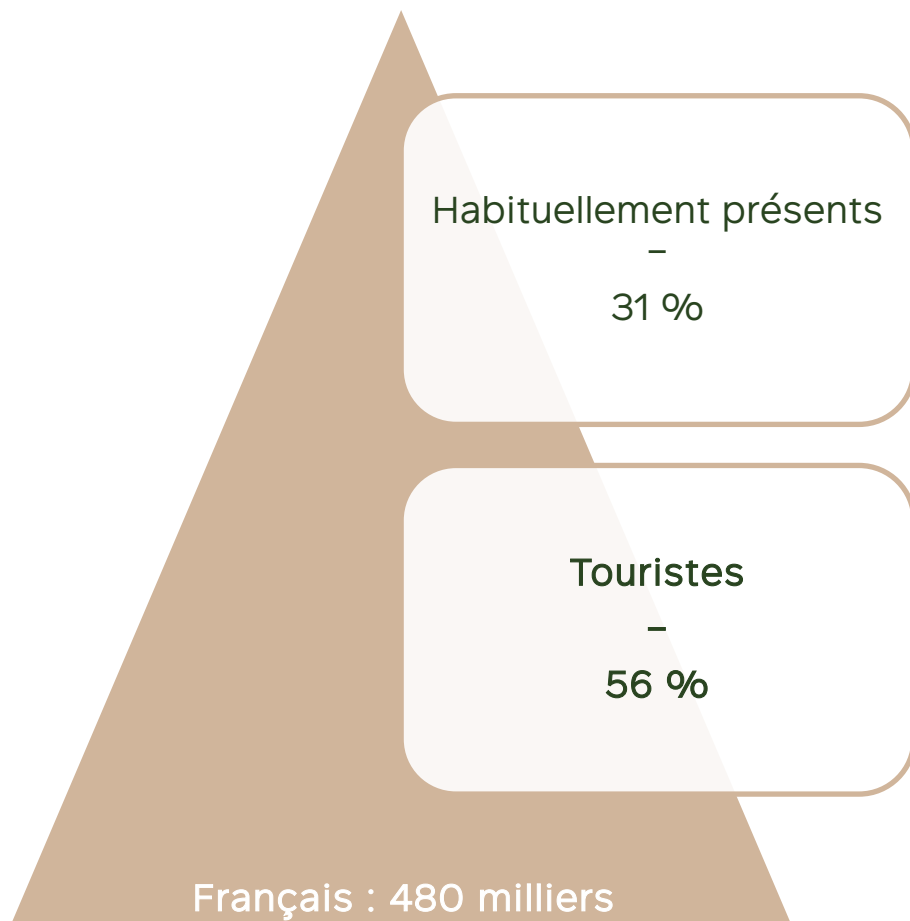 Habituellement présents
–
31 %
Touristes
–
56 %
Français : 480 milliers